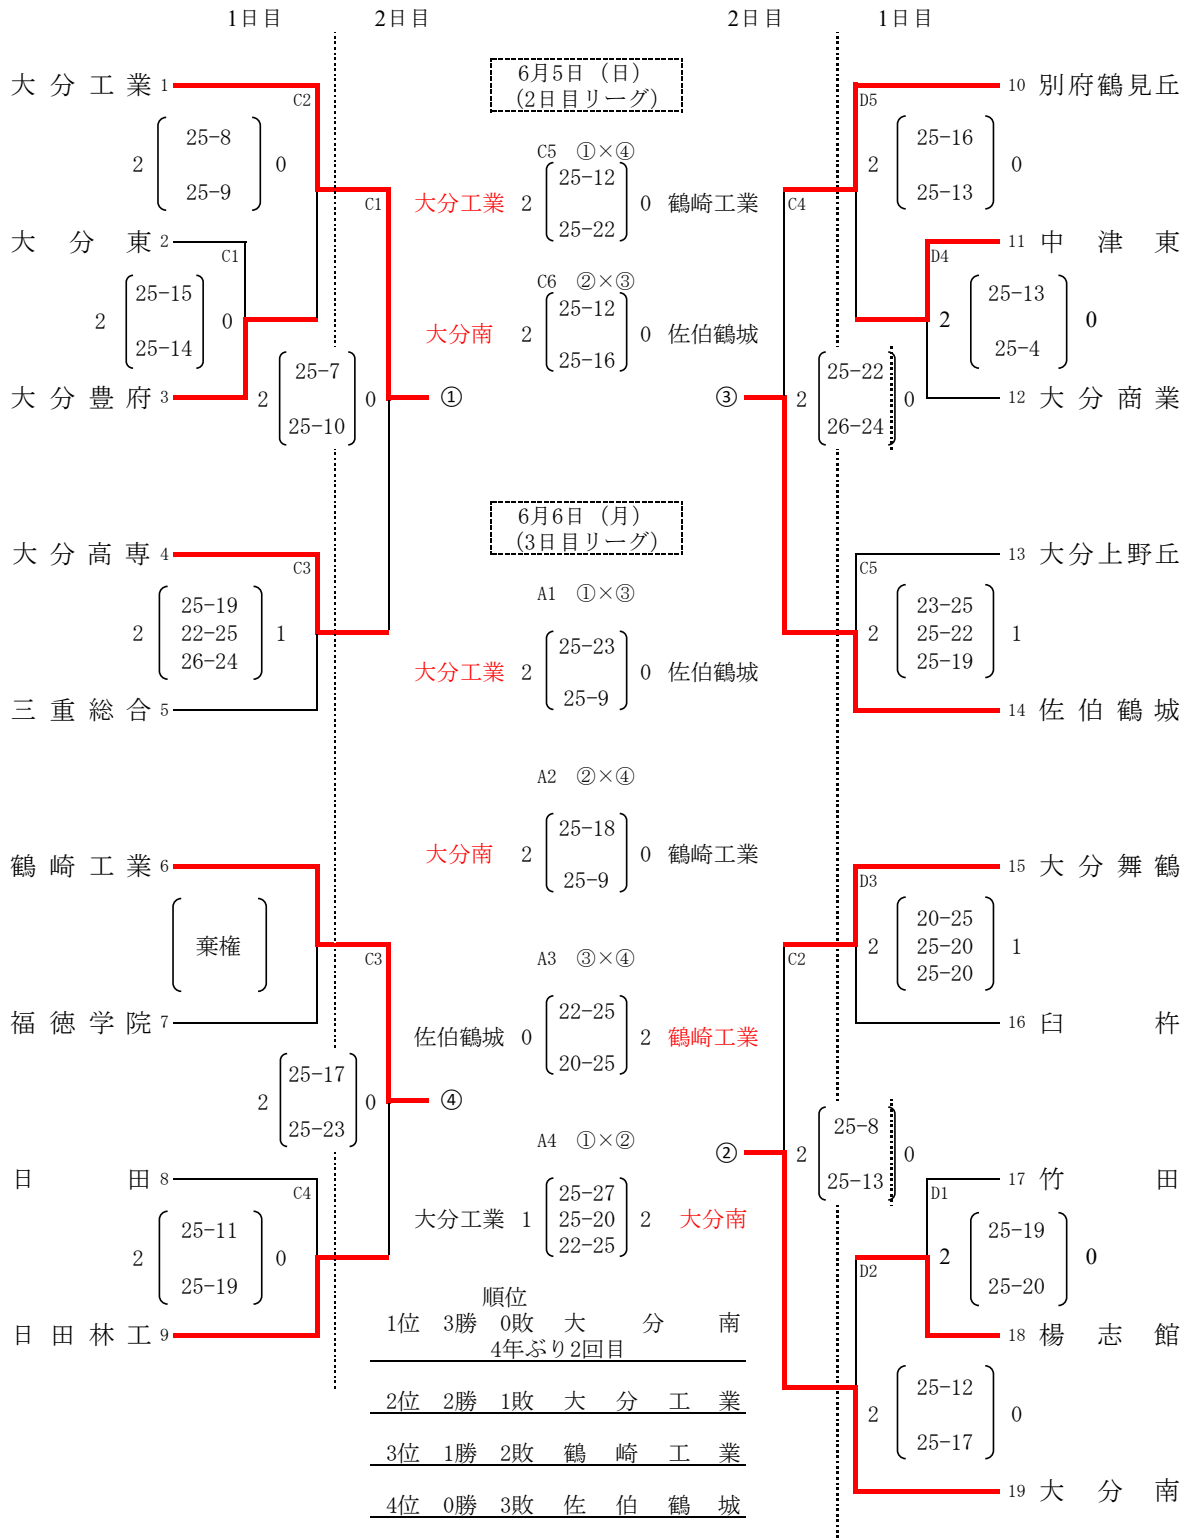 1日目
2日目
2日目
1日目
大分工業 1
C2
25-8
2 0
25-9
C1
大分東 2
C1
25-15
2 0
25-14
大分豊府 3
25-7
2 0
25-10
①
大分高専 4
C3
25-19
2 22-25 1
26-24
三重総合 5
鶴崎工業 6
棄権
C3
福徳学院 7
25-17
2 0
25-23
④
日田 8
C4
25-11
2 0
25-19
日田林工 9
6月5日（日）
(2日目リーグ)
C5 ①×④
25-12
大分工業 2 0 鶴崎工業
25-22
C6 ②×③
25-12
大分南 2 0 佐伯鶴城
25-16
6月6日（月）
(3日目リーグ)
A1 ①×③
25-23
大分工業 2 0 佐伯鶴城
25-9
A2 ②×④
25-18
大分南 2 0 鶴崎工業
25-9
A3 ③×④
22-25
佐伯鶴城 0 2 鶴崎工業
20-25
A4 ①×②
25-27
大分工業 1 25-20 2 大分南
22-25
順位
1位 3勝 0敗 大分南
4年ぶり2回目
2位 2勝 1敗 大分工業
3位 1勝 2敗 鶴崎工業
4位 0勝 3敗 佐伯鶴城
10 別府鶴見丘
D5
25-16
2 0
25-13
C4
11 中津東
D4
25-13
2 0
25-4
12 大分商業
25-22
③ 2 0
26-24
13 大分上野丘
C5
23-25
2 25-22 1
25-19
14 佐伯鶴城
15 大分舞鶴
D3
20-25
2 25-20 1
25-20
C2
16 臼杵
25-8
② 2 0
25-13
17 竹田
D1
25-19
2 0
25-20
D2
18 楊志館
25-12
2 0
25-17
19 大分南